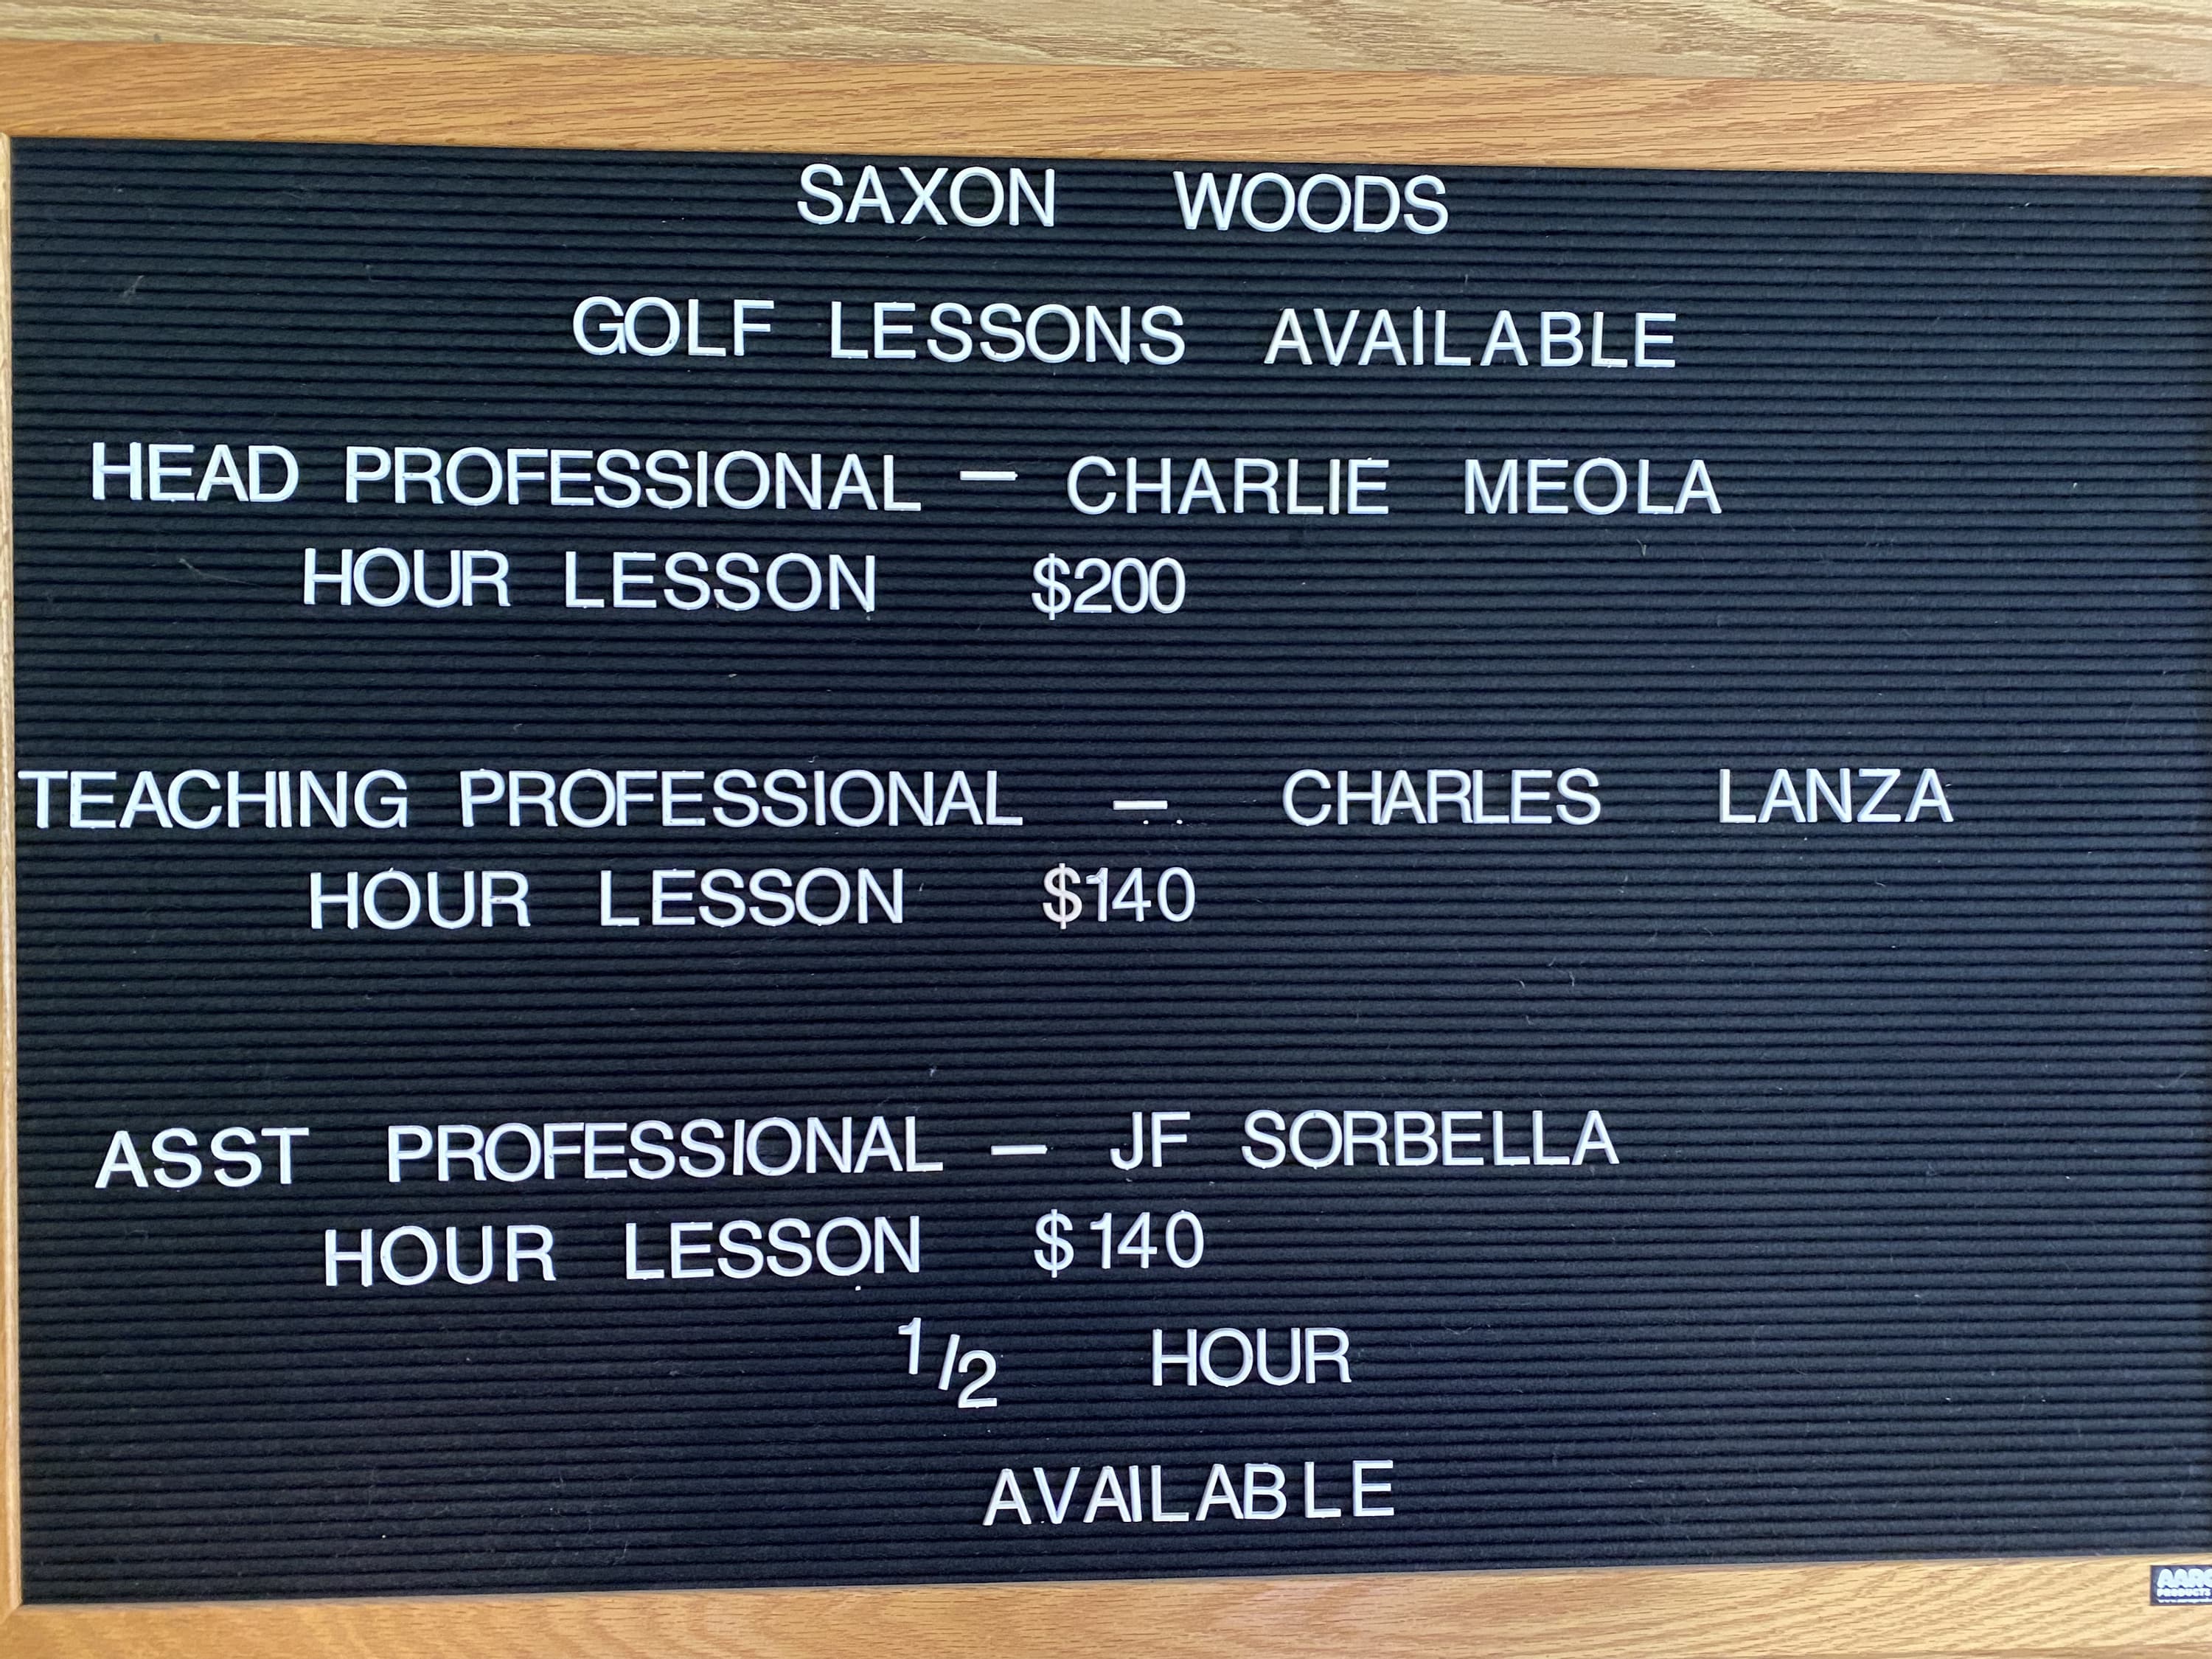 SAXON WOODS
GOLF LESSONS AVAILABLE
HEAD PROFESSIONAL — CHARLIE MEOLA
HOUR LESSON $200
TEACHING PROFESSIONAL — CHARLES LANZA
HOUR LESSON $140
ASST PROFESSIONAL — JF SORBELLA
HOUR LESSON $140
1/2 HOUR
AVAILABLE
PRODUCTS